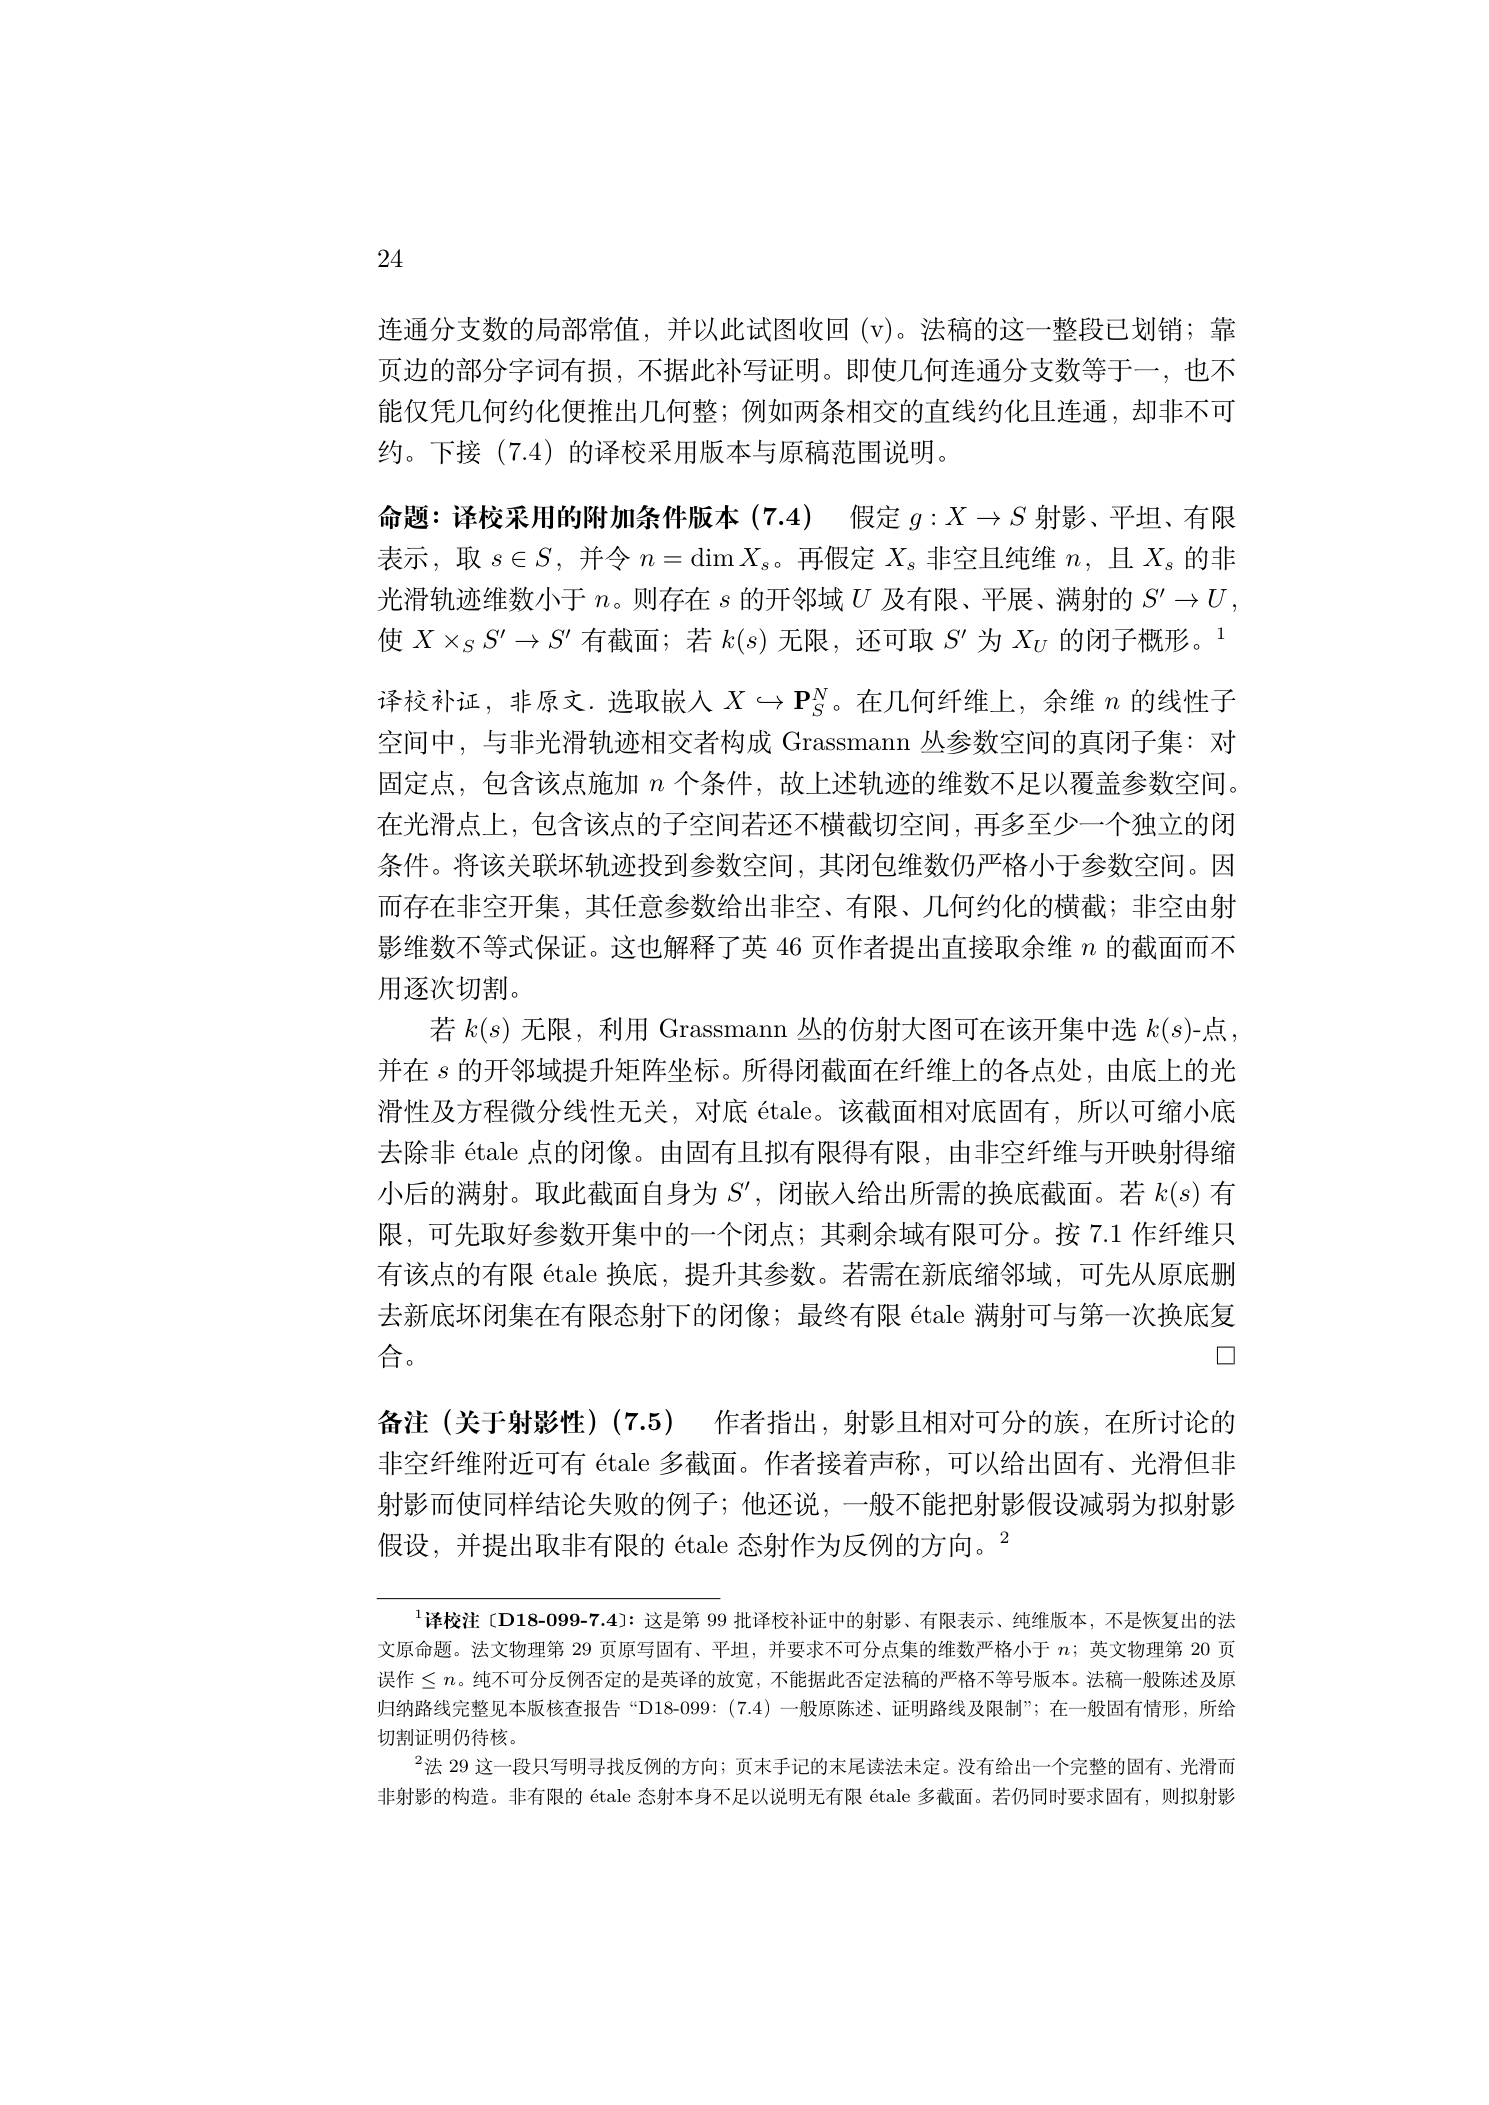 24
连通分支数的局部常值，并以此试图收回 (v)。法稿的这一整段已划销；靠
页边的部分字词有损，不据此补写证明。即使几何连通分支数等于一，也不
能仅凭几何约化便推出几何整；例如两条相交的直线约化且连通，却非不可
约。下接（7.4）的译校采用版本与原稿范围说明。
命题：译校采用的附加条件版本（7.4） 假定 g : X → S 射影、平坦、有限
表示，取 s ∈ S，并令 n = dim Xₛ。再假定 Xₛ 非空且纯维 n，且 Xₛ 的非
光滑轨迹维数小于 n。则存在 s 的开邻域 U 及有限、平展、满射的 S′ → U，
使 X ×_S S′ → S′ 有截面；若 k(s) 无限，还可取 S′ 为 X_U 的闭子概形。¹
译校补证，非原文. 选取嵌入 X ↪ P_S^N。在几何纤维上，余维 n 的线性子
空间中，与非光滑轨迹相交者构成 Grassmann 丛参数空间的真闭子集：对
固定点，包含该点施加 n 个条件，故上述轨迹的维数不足以覆盖参数空间。
在光滑点上，包含该点的子空间若还不横截切空间，再多至少一个独立的闭
条件。将该关联坏轨迹投到参数空间，其闭包维数仍严格小于参数空间。因
而存在非空开集，其任意参数给出非空、有限、几何约化的横截；非空由射
影维数不等式保证。这也解释了英 46 页作者提出直接取余维 n 的截面而不
用逐次切割。
若 k(s) 无限，利用 Grassmann 丛的仿射大图可在该开集中选 k(s)-点，
并在 s 的开邻域提升矩阵坐标。所得闭截面在纤维上的各点处，由底上的光
滑性及方程微分线性无关，对底 étale。该截面相对底固有，所以可缩小底
去除非 étale 点的闭像。由固有且拟有限得有限，由非空纤维与开映射得缩
小后的满射。取此截面自身为 S′，闭嵌入给出所需的换底截面。若 k(s) 有
限，可先取好参数开集中的一个闭点；其剩余域有限可分。按 7.1 作纤维只
有该点的有限 étale 换底，提升其参数。若需在新底缩邻域，可先从原底删
去新底坏闭集在有限态射下的闭像；最终有限 étale 满射可与第一次换底复
合。 □
备注（关于射影性）（7.5） 作者指出，射影且相对可分的族，在所讨论的
非空纤维附近可有 étale 多截面。作者接着声称，可以给出固有、光滑但非
射影而使同样结论失败的例子；他还说，一般不能把射影假设减弱为拟射影
假设，并提出取非有限的 étale 态射作为反例的方向。²
¹译校注〔D18-099-7.4〕：这是第 99 批译校补证中的射影、有限表示、纯维版本，不是恢复出的法
文原命题。法文物理第 29 页原写固有、平坦，并要求不可分点集的维数严格小于 n；英文物理第 20 页
误作 ≤ n。纯不可分反例否定的是英译的放宽，不能据此否定法稿的严格不等号版本。法稿一般陈述及原
归纳路线完整见本版核查报告 “D18-099：（7.4）一般原陈述、证明路线及限制”；在一般固有情形，所给
切割证明仍待核。
²法 29 这一段只写明寻找反例的方向；页末手记的末尾读法未定。没有给出一个完整的固有、光滑而
非射影的构造。非有限的 étale 态射本身不足以说明无有限 étale 多截面。若仍同时要求固有，则拟射影